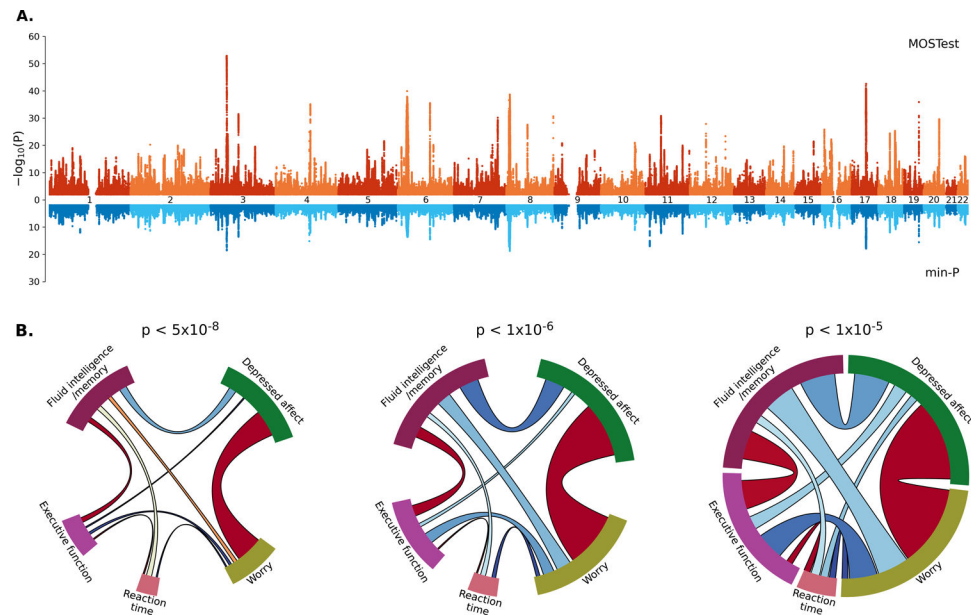 A.
MOSTest
60
50
40
30
20
10
0
10
20
30
−log10(P)
1 2 3 4 5 6 7 8 9 10 11 12 13 14 15 16 17 18 19 20 21 22
min-P
B.
p < 5x10-8
p < 1x10-6
p < 1x10-5
Fluid intelligence
/memory
Depressed affect
Executive function
Reaction
time
Worry
Fluid intelligence
/memory
Depressed affect
Executive function
Reaction
time
Worry
Fluid intelligence
/memory
Depressed affect
Executive function
Reaction
time
Worry